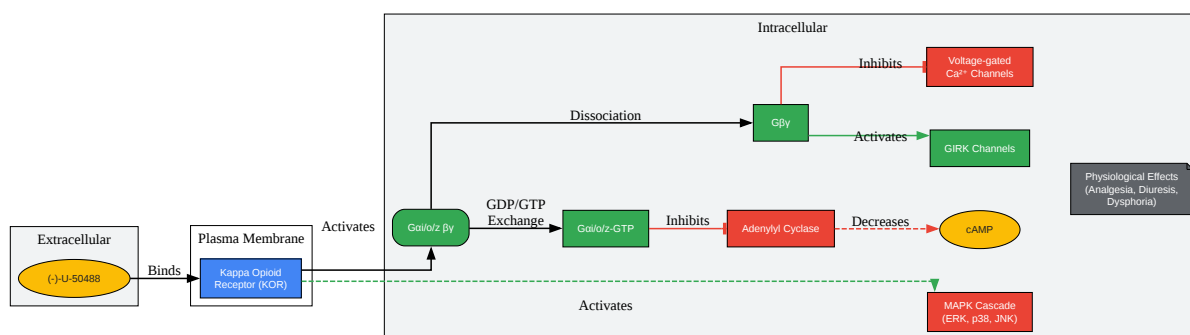 Intracellular
Inhibits
Voltage-gated
Ca²⁺ Channels
Dissociation
Gβγ
Activates
GIRK Channels
Physiological Effects
(Analgesia, Diuresis,
Dysphoria)
GDP/GTP
Exchange
Activates
Gαi/o/z βγ
Gαi/o/z-GTP
Inhibits
Adenylyl Cyclase
Decreases
cAMP
Extracellular
Plasma Membrane
(-)-U-50488
Binds
Kappa Opioid
Receptor (KOR)
Activates
MAPK Cascade
(ERK, p38, JNK)